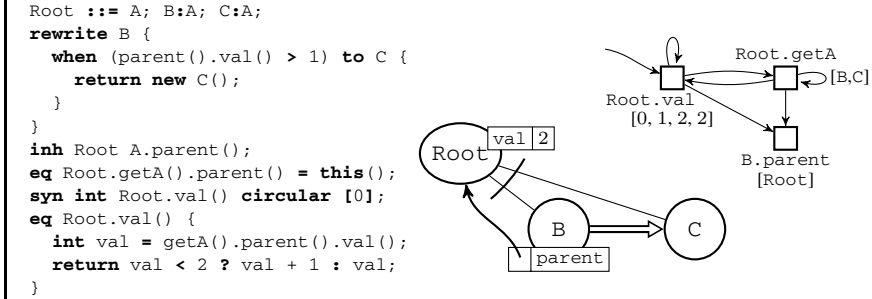 Root ::= A; B:A; C:A;
rewrite B {
  when (parent().val() > 1) to C {
    return new C();
  }
}
inh Root A.parent();
eq Root.getA().parent() = this();
syn int Root.val() circular [0];
eq Root.val() {
  int val = getA().parent().val();
  return val < 2 ? val + 1 : val;
}
Root.getA
[B,C]
Root.val
[0, 1, 2, 2]
B.parent
[Root]
val 2
Root
B
C
parent